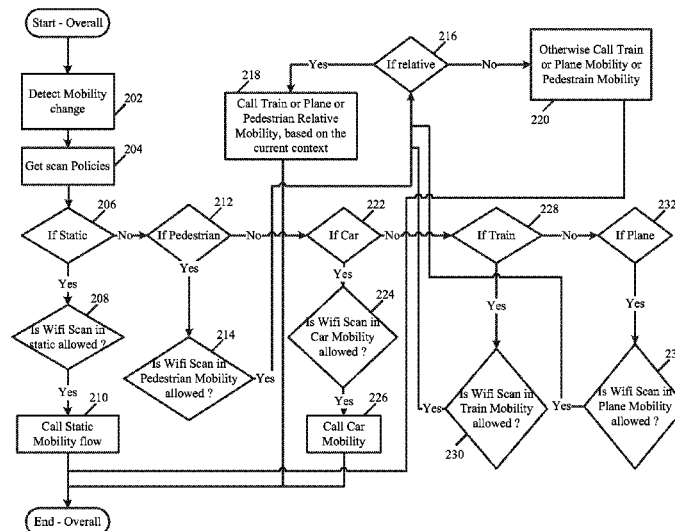 Start - Overall
Detect Mobility
change
202
Get scan Policies
204
If Static
206
No
Yes
Is Wifi Scan in
static allowed ?
208
Yes
Call Static
Mobility flow
210
End - Overall
If Pedestrian
212
No
Yes
Is Wifi Scan in
Pedestrian Mobility
allowed ?
214
Yes
If relative
216
Yes
No
Call Train or Plane or
Pedestrian Relative
Mobility, based on the
current context
218
Otherwise Call Train
or Plane Mobility or
Pedestrain Mobility
220
If Car
222
No
Yes
Is Wifi Scan in
Car Mobility
allowed ?
224
Yes
Call Car
Mobility
226
If Train
228
No
Yes
Is Wifi Scan in
Train Mobility
allowed ?
230
Yes
If Plane
232
Yes
Is Wifi Scan in
Plane Mobility
allowed ?
Yes